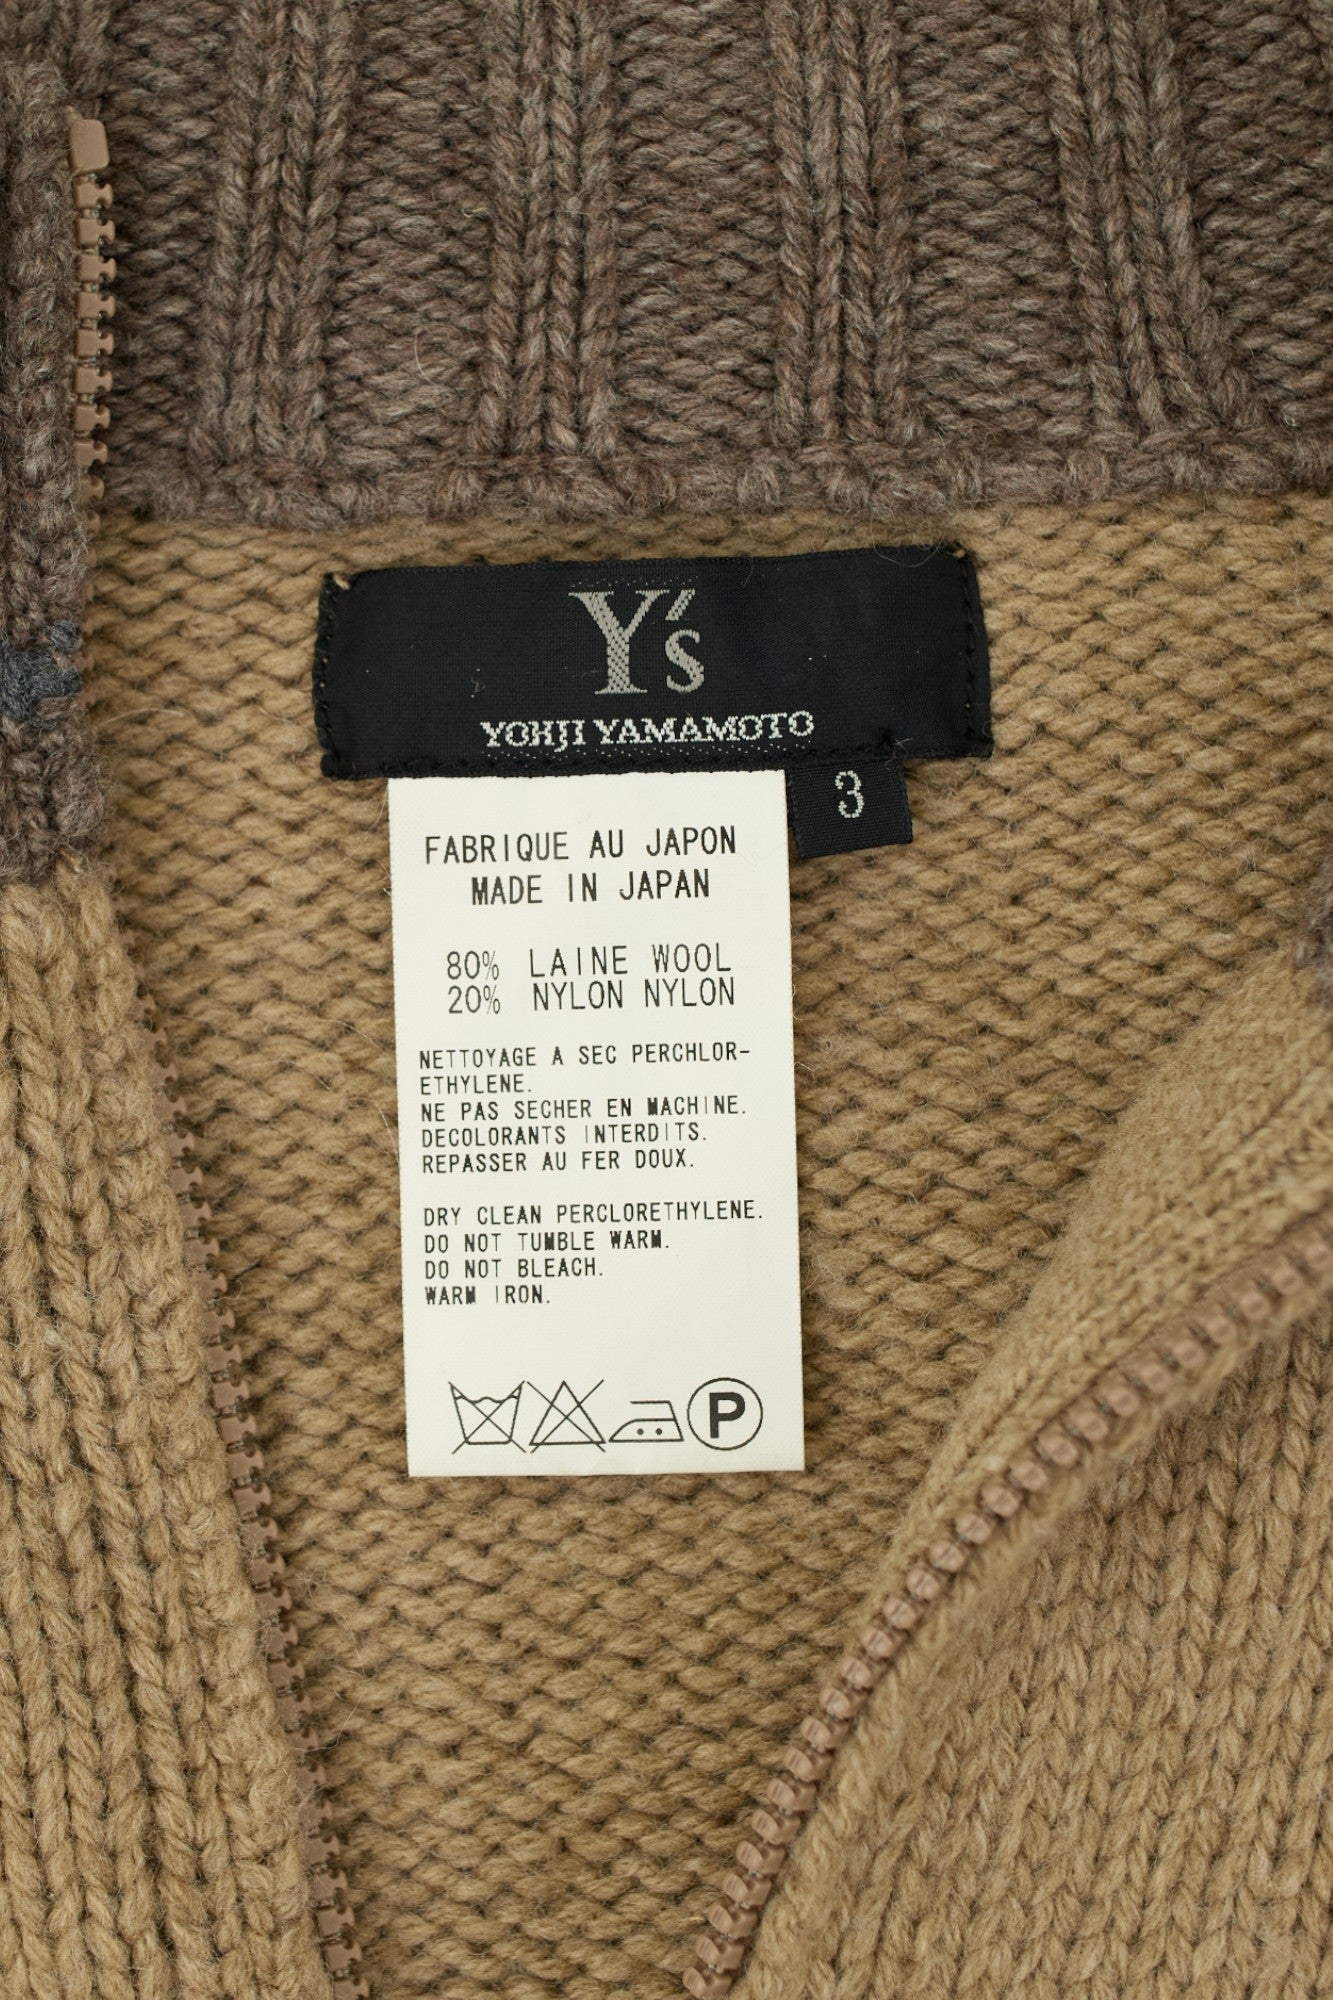 Y's
YOHJI YAMAMOTO
3
FABRIQUE AU JAPON
MADE IN JAPAN
80% LAINE WOOL
20% NYLON NYLON
NETTOYAGE A SEC PERCHLOR-
ETHYLENE.
NE PAS SECHER EN MACHINE.
DECOLORANTS INTERDITS.
REPASSER AU FER DOUX.
DRY CLEAN PERCLORETHYLENE.
DO NOT TUMBLE WARM.
DO NOT BLEACH.
WARM IRON.
P